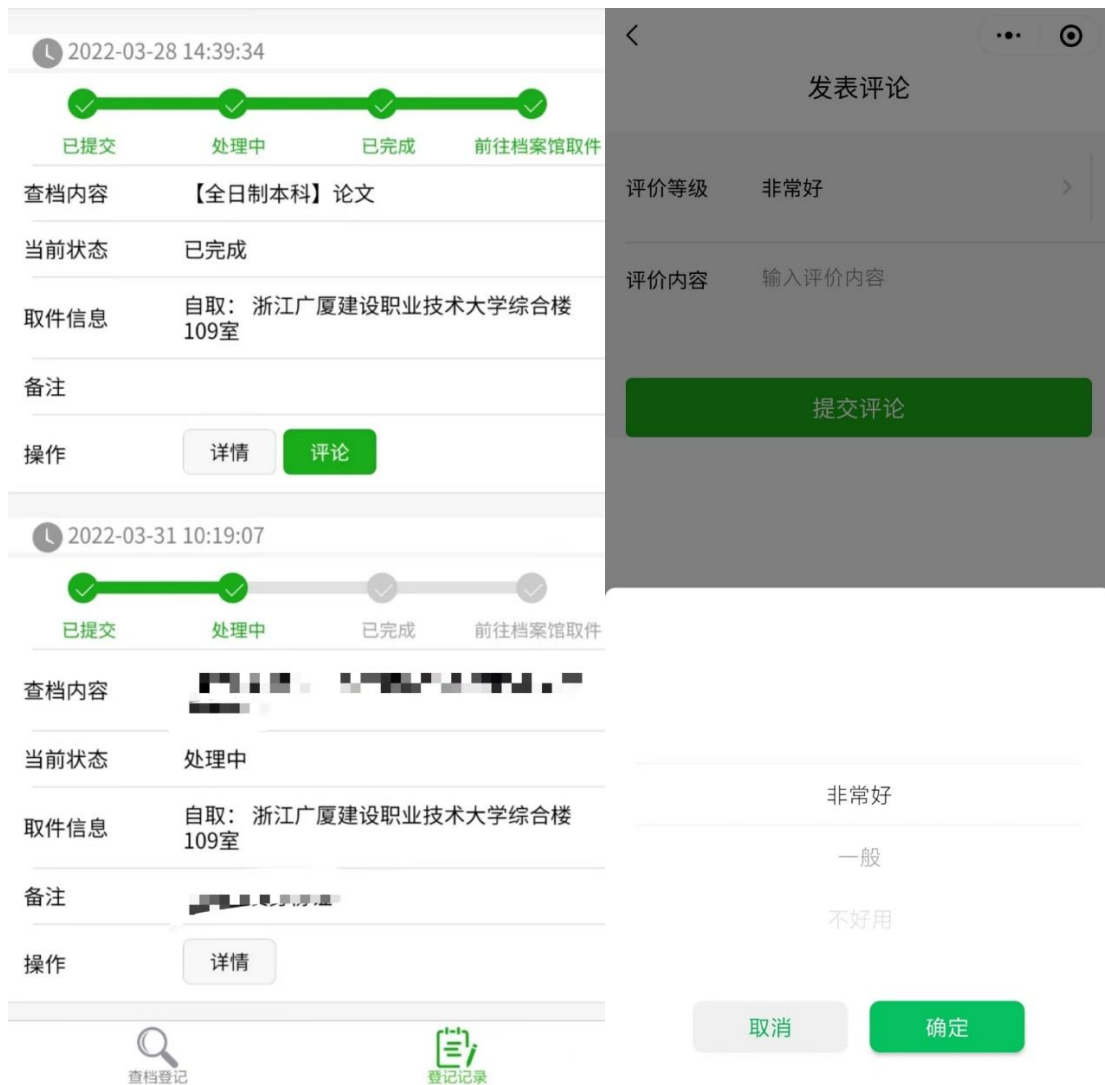 2022-03-28 14:39:34
已提交 处理中 已完成 前往档案馆取件
查档内容 【全日制本科】论文
当前状态 已完成
取件信息 自取： 浙江广厦建设职业技术大学综合楼
109室
备注
操作 详情 评论
2022-03-31 10:19:07
已提交 处理中 已完成 前往档案馆取件
查档内容
当前状态 处理中
取件信息 自取： 浙江广厦建设职业技术大学综合楼
109室
备注
操作 详情
查档登记 登记记录
发表评论
评价等级 非常好
评价内容 输入评价内容
提交评论
非常好
一般
不好用
取消 确定